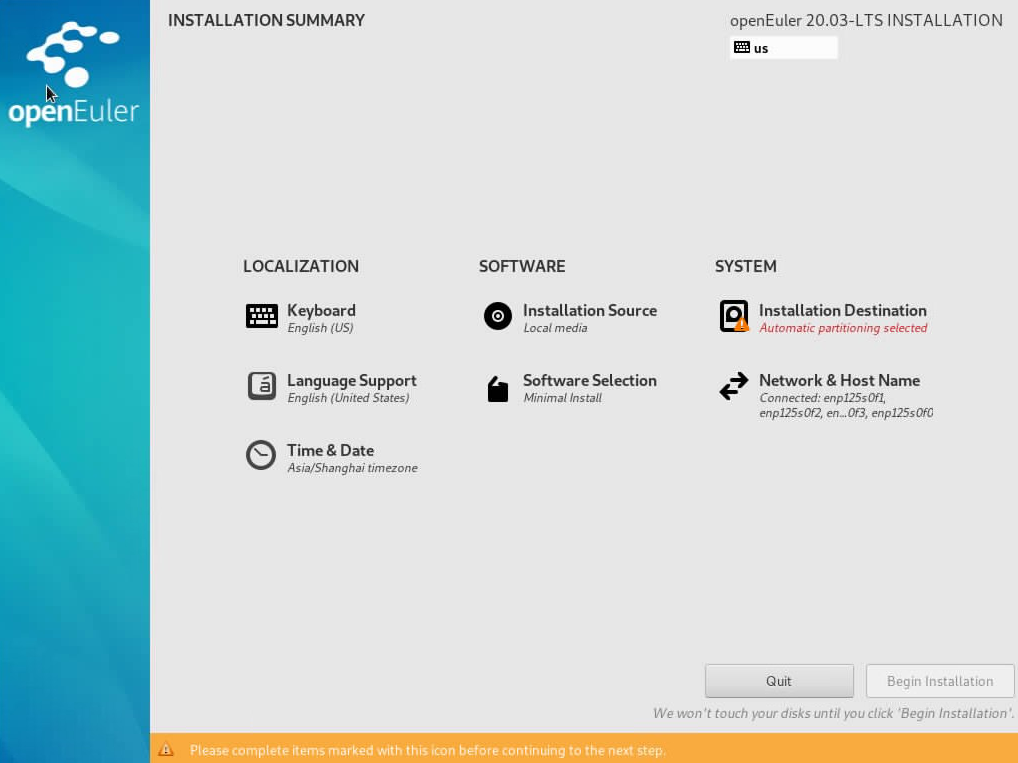 openEuler
INSTALLATION SUMMARY
openEuler 20.03-LTS INSTALLATION
us
LOCALIZATION
Keyboard
English (US)
Language Support
English (United States)
Time & Date
Asia/Shanghai timezone
SOFTWARE
Installation Source
Local media
Software Selection
Minimal Install
SYSTEM
Installation Destination
Automatic partitioning selected
Network & Host Name
Connected: enp125s0f1,
enp125s0f2, en...0f3, enp125s0f0
Quit
Begin Installation
We won't touch your disks until you click 'Begin Installation'.
Please complete items marked with this icon before continuing to the next step.